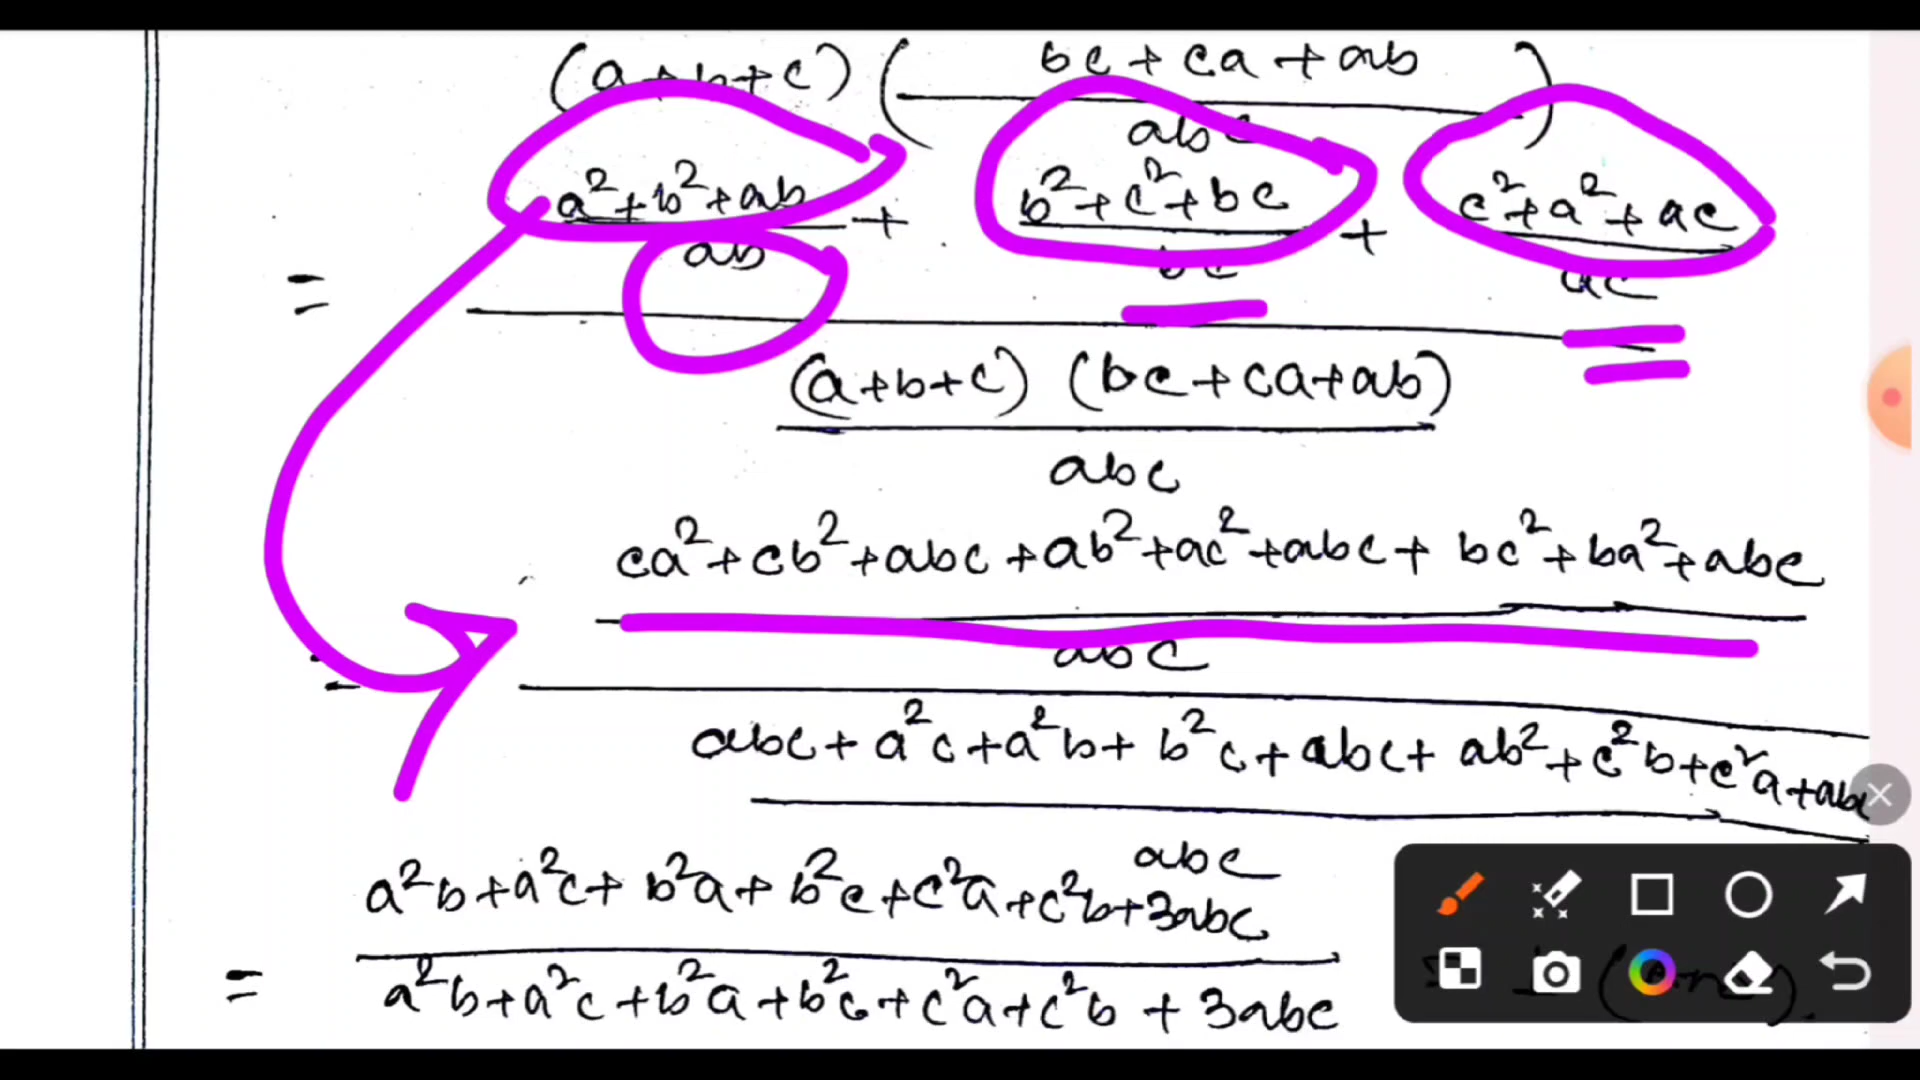 (a+b+c) (bc+ca+ab
abc)
a²+b²+ab + b²+c²+bc + c²+a²+ac
= ab bc ac
(a+b+c) (bc+ca+ab)
abc
ca²+cb²+abc+ab²+ac²+abc+bc²+ba²+abc
= abc
abc+a²c+a²b+b²c+abc+ab²+c²b+c²a+abc
abc
a²b+a²c+b²a+b²c+c²a+c²b+3abc
= a²b+a²c+b²a+b²c+c²a+c²b+3abc